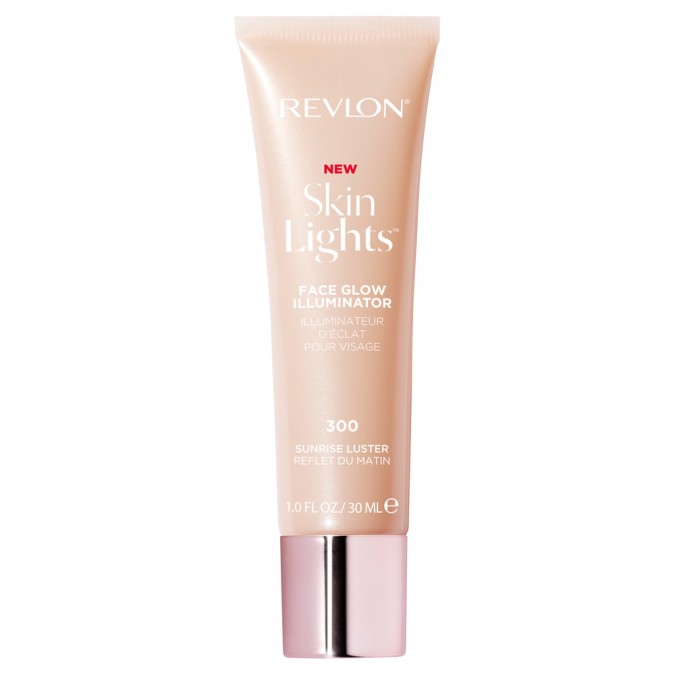 REVLON®
NEW
Skin
Lights™
FACE GLOW
ILLUMINATOR
ILLUMINATEUR
D'ÉCLAT
POUR VISAGE
300
SUNRISE LUSTER
REFLET DU MATIN
1.0 FL OZ./ 30 ML ℮